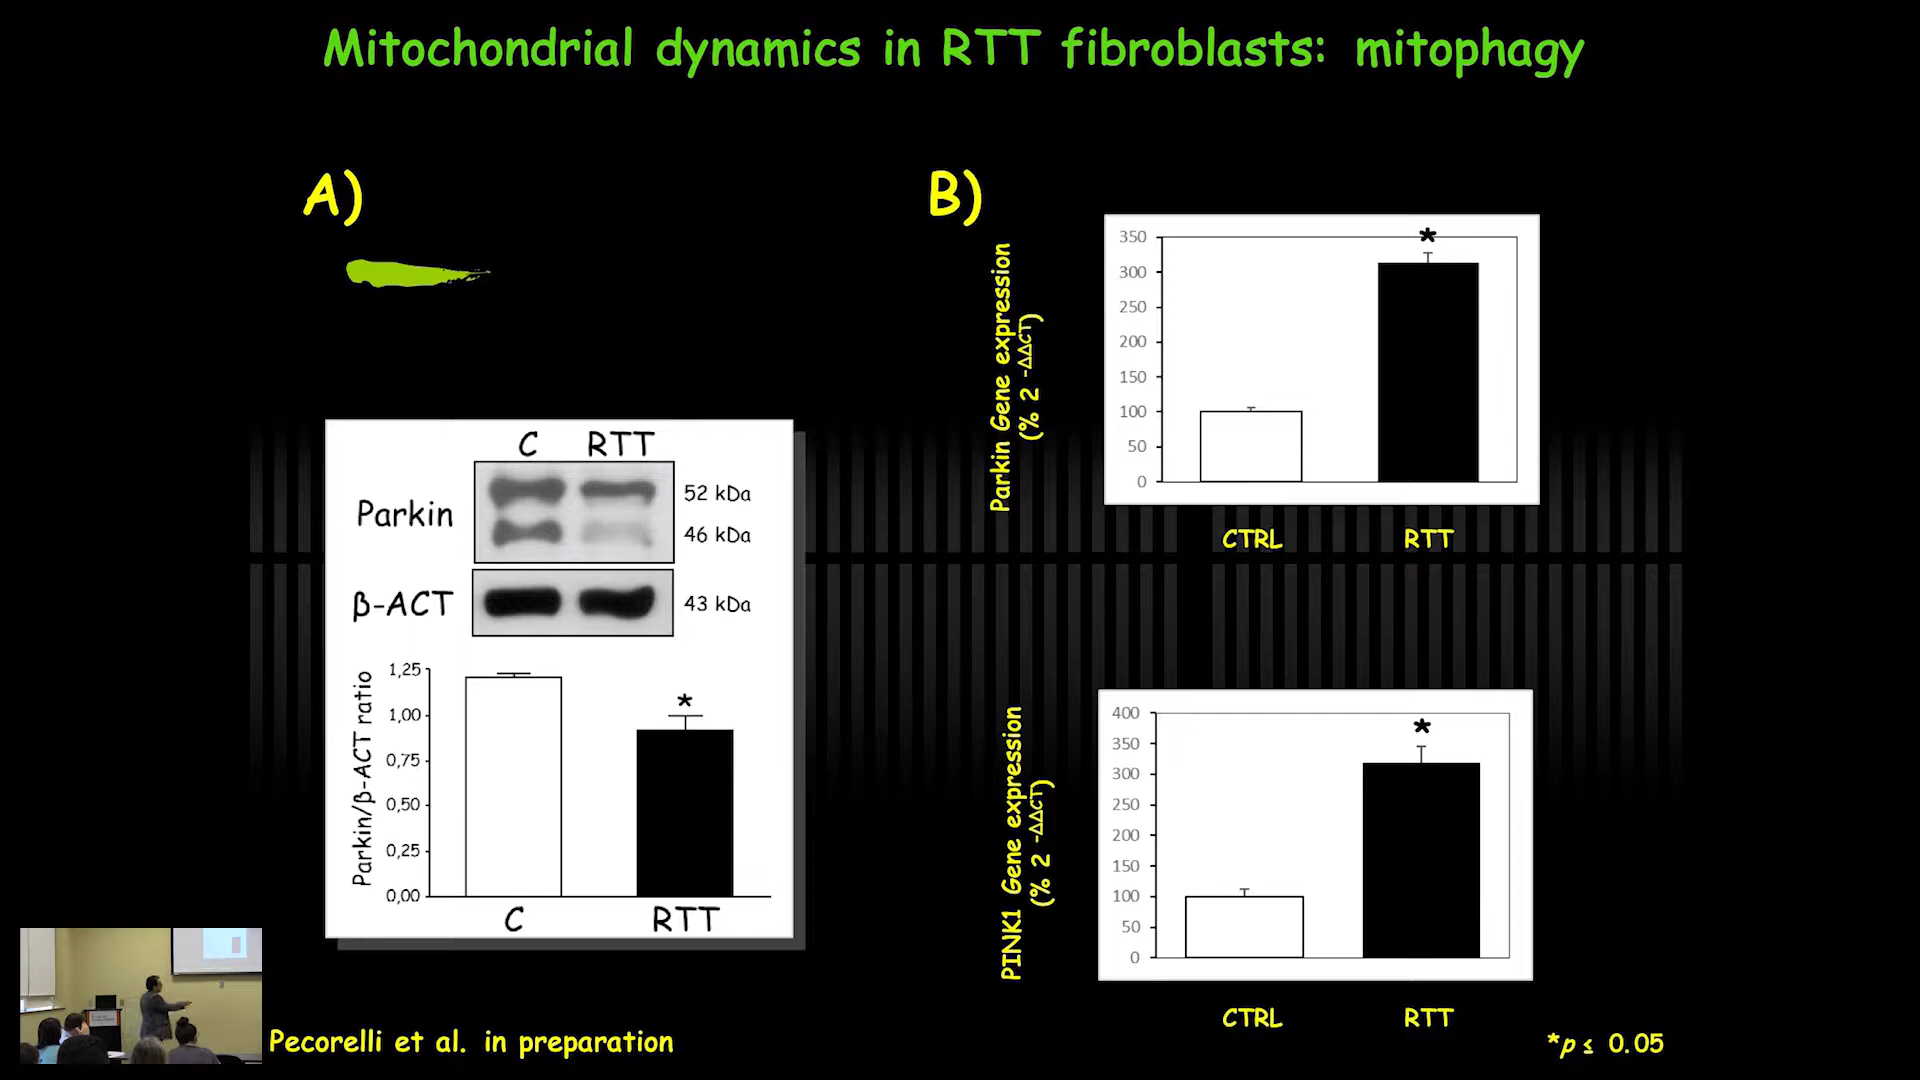 Mitochondrial dynamics in RTT fibroblasts: mitophagy
A)
C RTT
Parkin
52 kDa
46 kDa
β-ACT
43 kDa
Parkin/β-ACT ratio
1,25
1,00
0,75
0,50
0,25
0,00
*
C RTT
B)
Parkin Gene expression
(% 2 -ΔΔCT)
350
300
250
200
150
100
50
0
*
CTRL RTT
PINK1 Gene expression
(% 2 -ΔΔCT)
400
350
300
250
200
150
100
50
0
*
CTRL RTT
Pecorelli et al. in preparation
*p ≤ 0.05